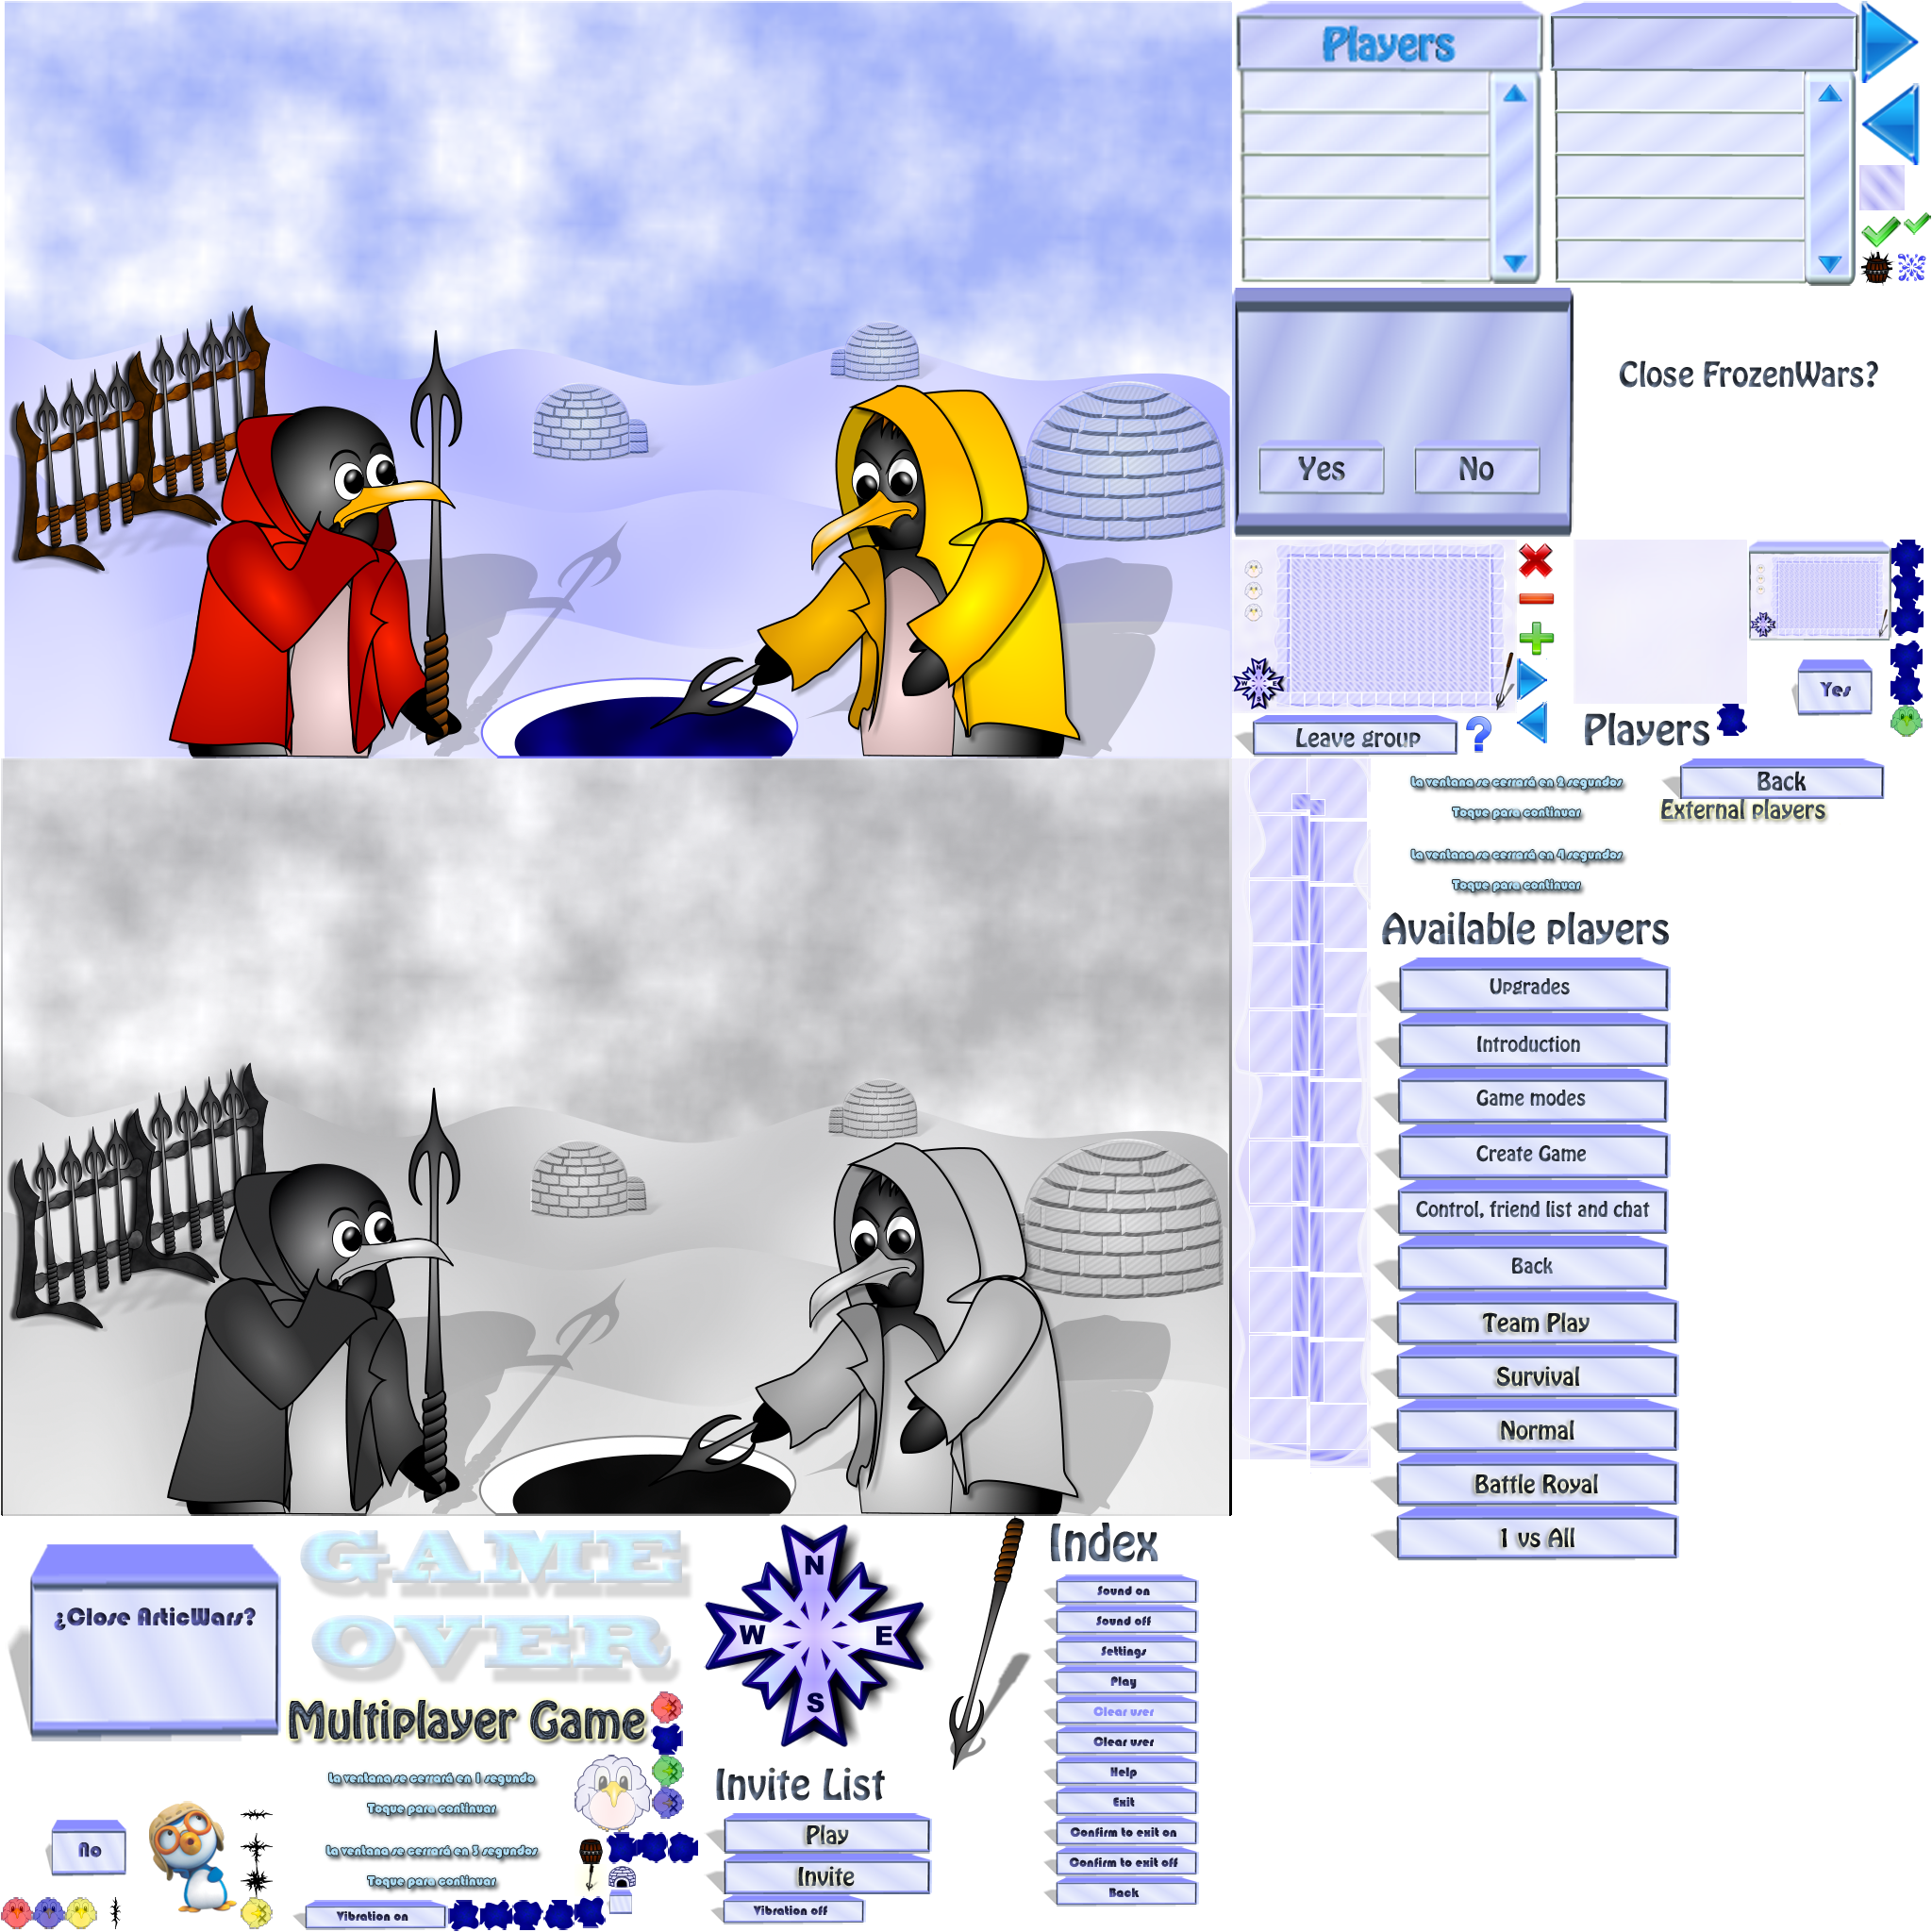 Players
Close FrozenWars?
Yes
No
N
W
E
S
Yes
Leave group
?
Players
La ventana se cerrará en 2 segundos
Toque para continuar
Back
External players
La ventana se cerrará en 4 segundos
Toque para continuar
Available players
Upgrades
Introduction
Game modes
Create Game
Control, friend list and chat
Back
Team Play
Survival
Normal
Battle Royal
1 vs All
¿Close ArticWars?
GAME
OVER
Multiplayer Game
La ventana se cerrará en 1 segundo
Toque para continuar
La ventana se cerrará en 3 segundos
Toque para continuar
No
Vibration on
N
W
E
S
Invite List
Play
Invite
Vibration off
Index
Sound on
Sound off
Settings
Play
Clear user
Clear user
Help
Exit
Confirm to exit on
Confirm to exit off
Back